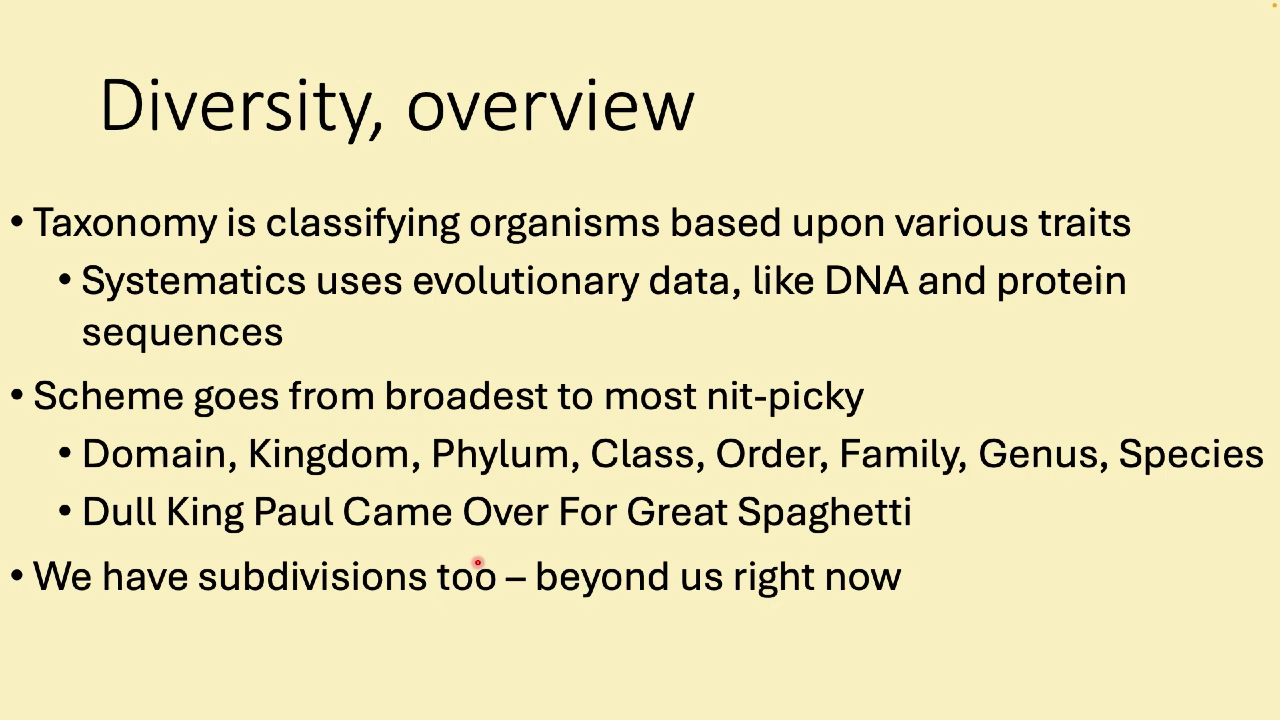 Diversity, overview
• Taxonomy is classifying organisms based upon various traits
• Systematics uses evolutionary data, like DNA and protein
sequences
• Scheme goes from broadest to most nit-picky
• Domain, Kingdom, Phylum, Class, Order, Family, Genus, Species
• Dull King Paul Came Over For Great Spaghetti
• We have subdivisions too – beyond us right now